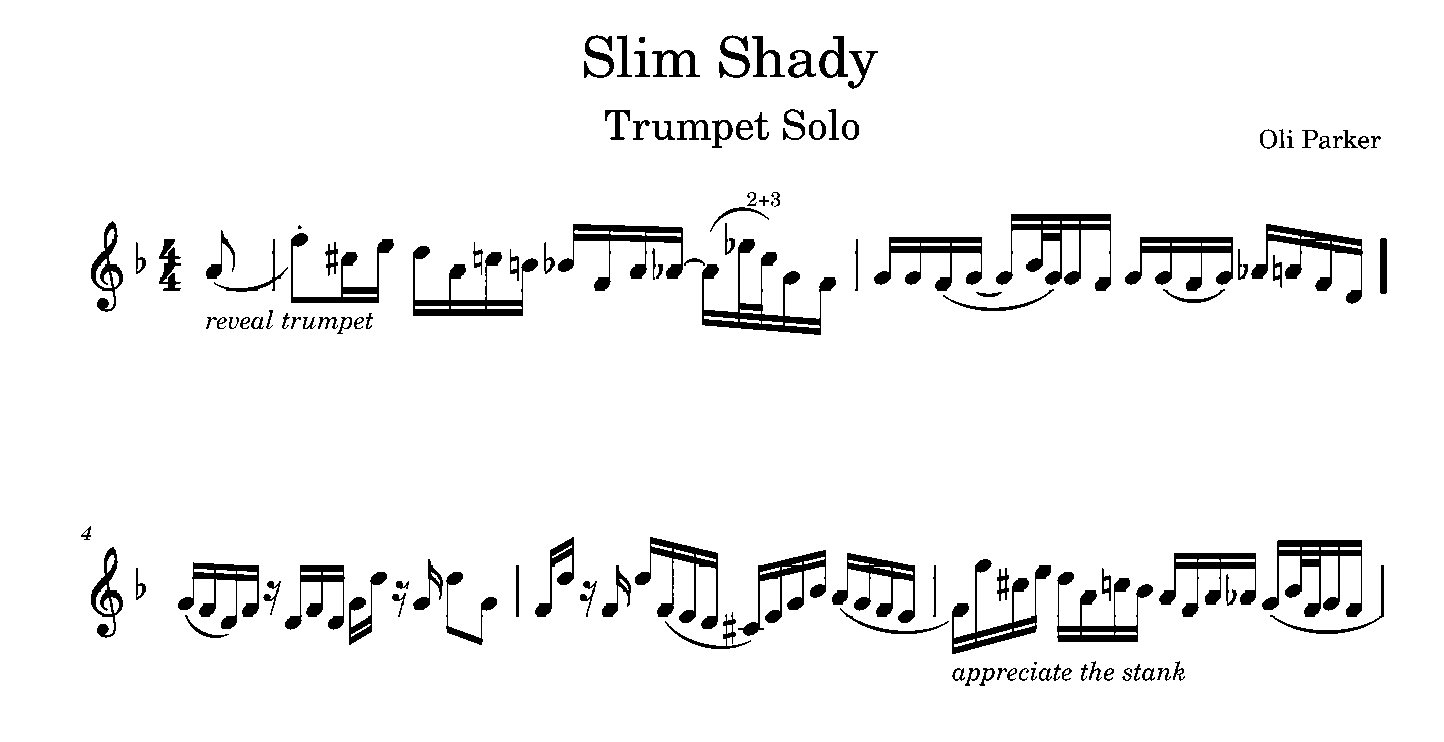 Slim Shady
Trumpet Solo
Oli Parker
2+3
reveal trumpet
4
appreciate the stank